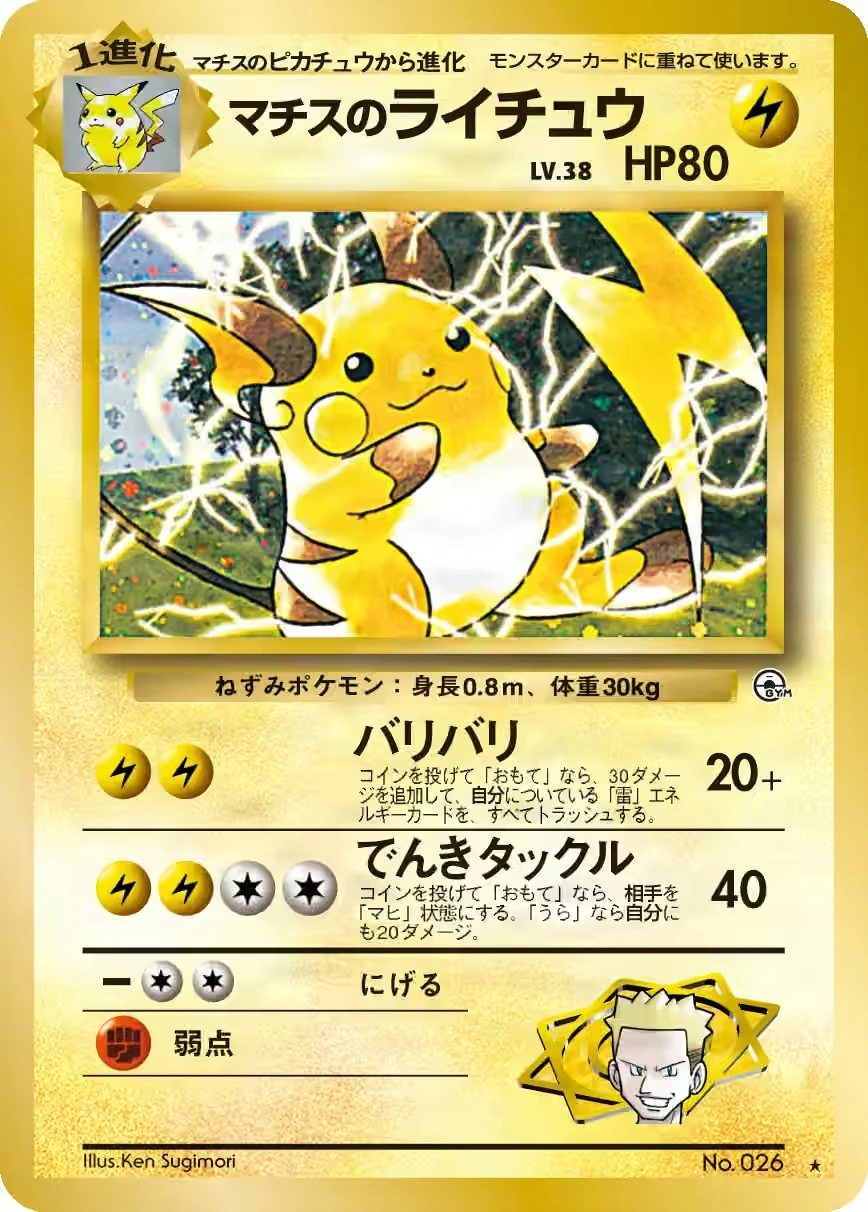 1進化
マチスのピカチュウから進化 モンスターカードに重ねて使います。
マチスのライチュウ
LV.38 HP80
ねずみポケモン：身長0.8m、体重30kg
GYM
バリバリ
コインを投げて「おもて」なら、30ダメー
ジを追加して、自分についている「雷」エネ
ルギーカードを、すべてトラッシュする。
20+
でんきタックル
コインを投げて「おもて」なら、相手を
「マヒ」状態にする。「うら」なら自分に
も20ダメージ。
40
にげる
弱点
Illus.Ken Sugimori
No.026 ★